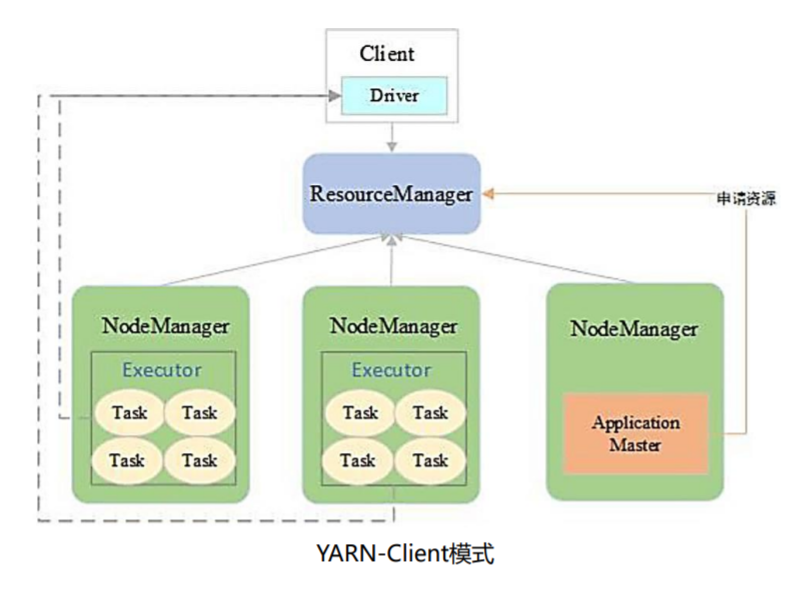 Client
Driver
ResourceManager
申请资源
NodeManager
Executor
Task Task
Task Task
NodeManager
Executor
Task Task
Task Task
NodeManager
Application
Master
YARN-Client模式